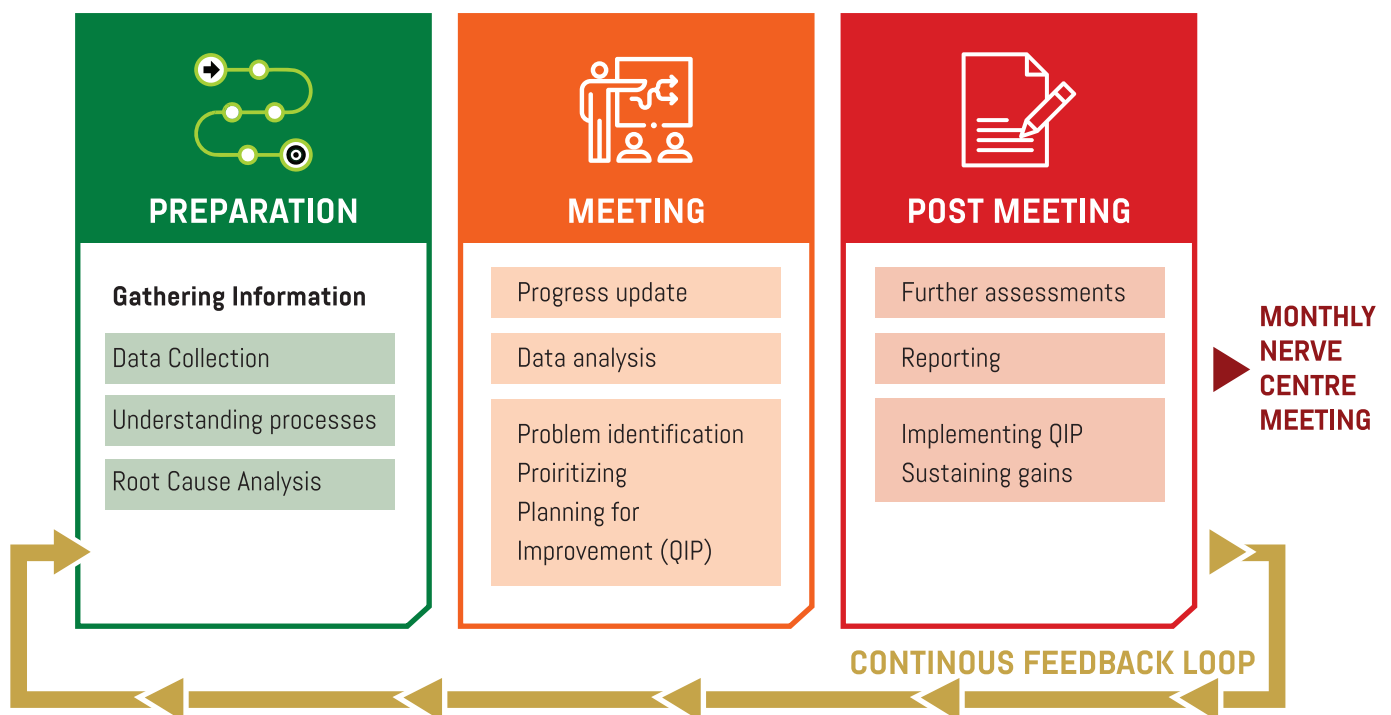 PREPARATION
Gathering Information
Data Collection
Understanding processes
Root Cause Analysis
MEETING
Progress update
Data analysis
Problem identification
Proiritizing
Planning for
Improvement (QIP)
POST MEETING
Further assessments
Reporting
Implementing QIP
Sustaining gains
MONTHLY
NERVE
CENTRE
MEETING
CONTINOUS FEEDBACK LOOP